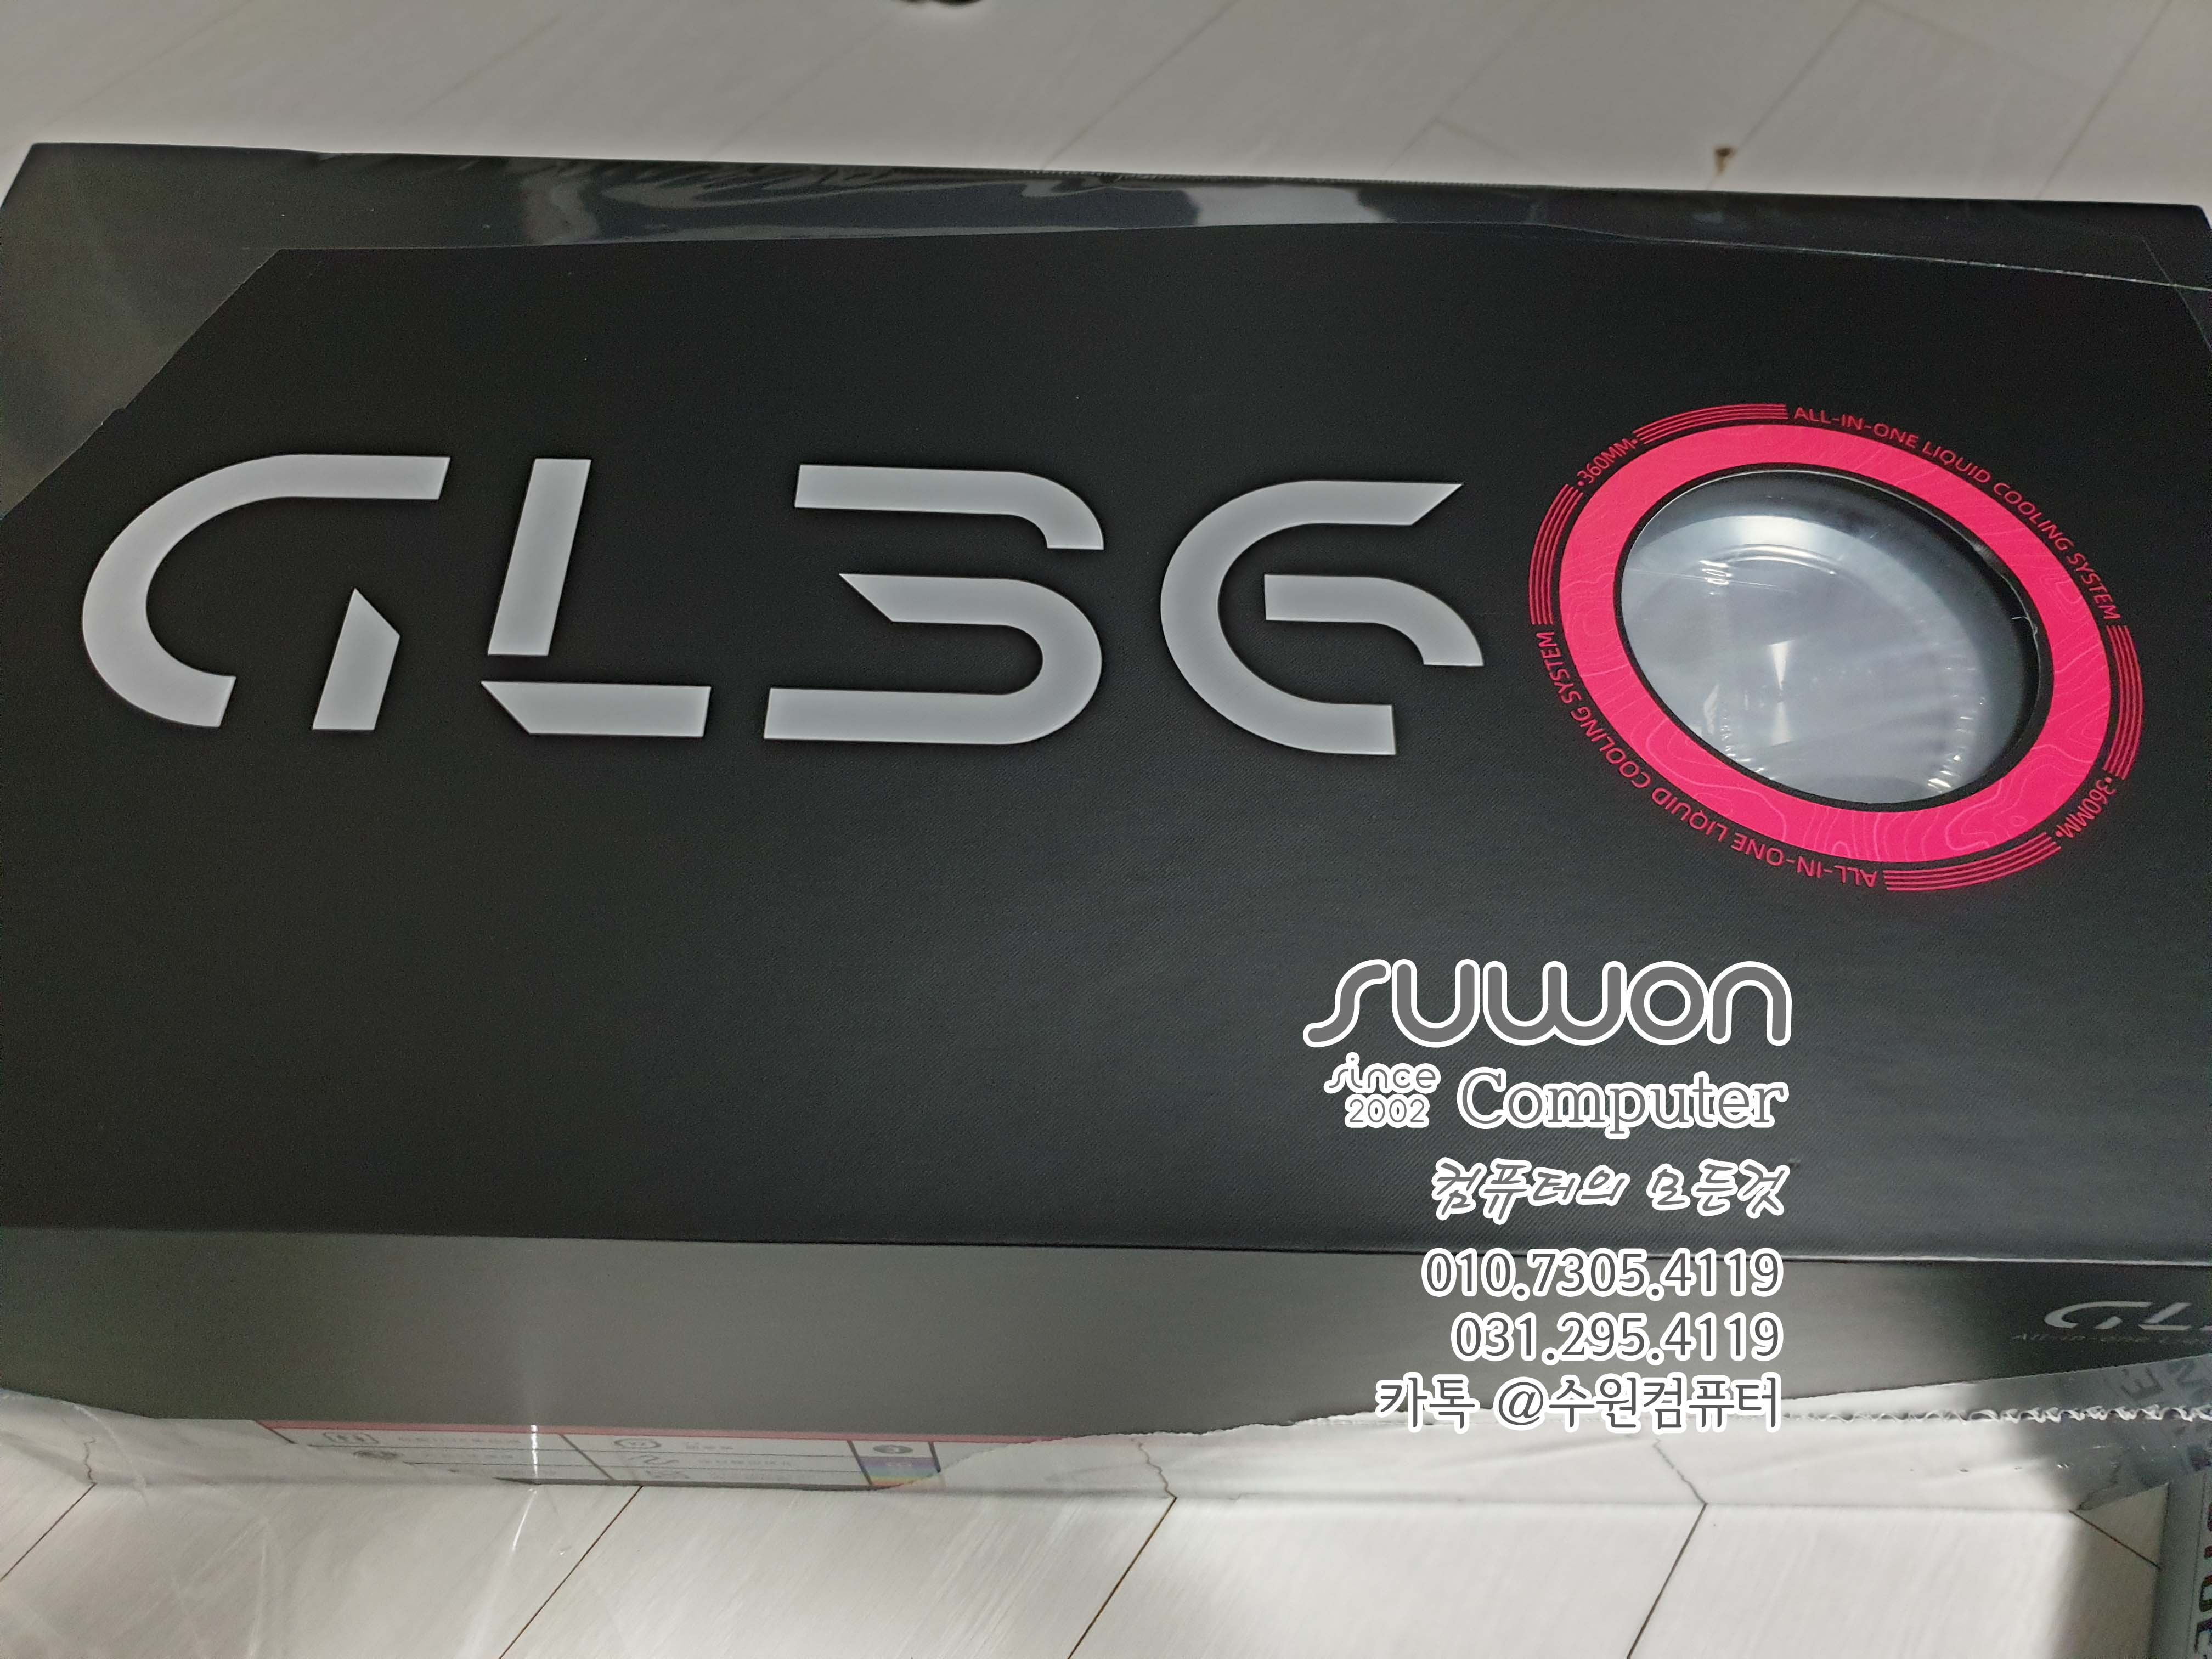 GL360
ALL-IN-ONE LIQUID COOLING SYSTEM
•360MM•
ALL-IN-ONE LIQUID COOLING SYSTEM
•360MM•
suwon
since 2002 Computer
컴퓨터의 모든것
010.7305.4119
031.295.4119
카톡 @수원컴퓨터
GL